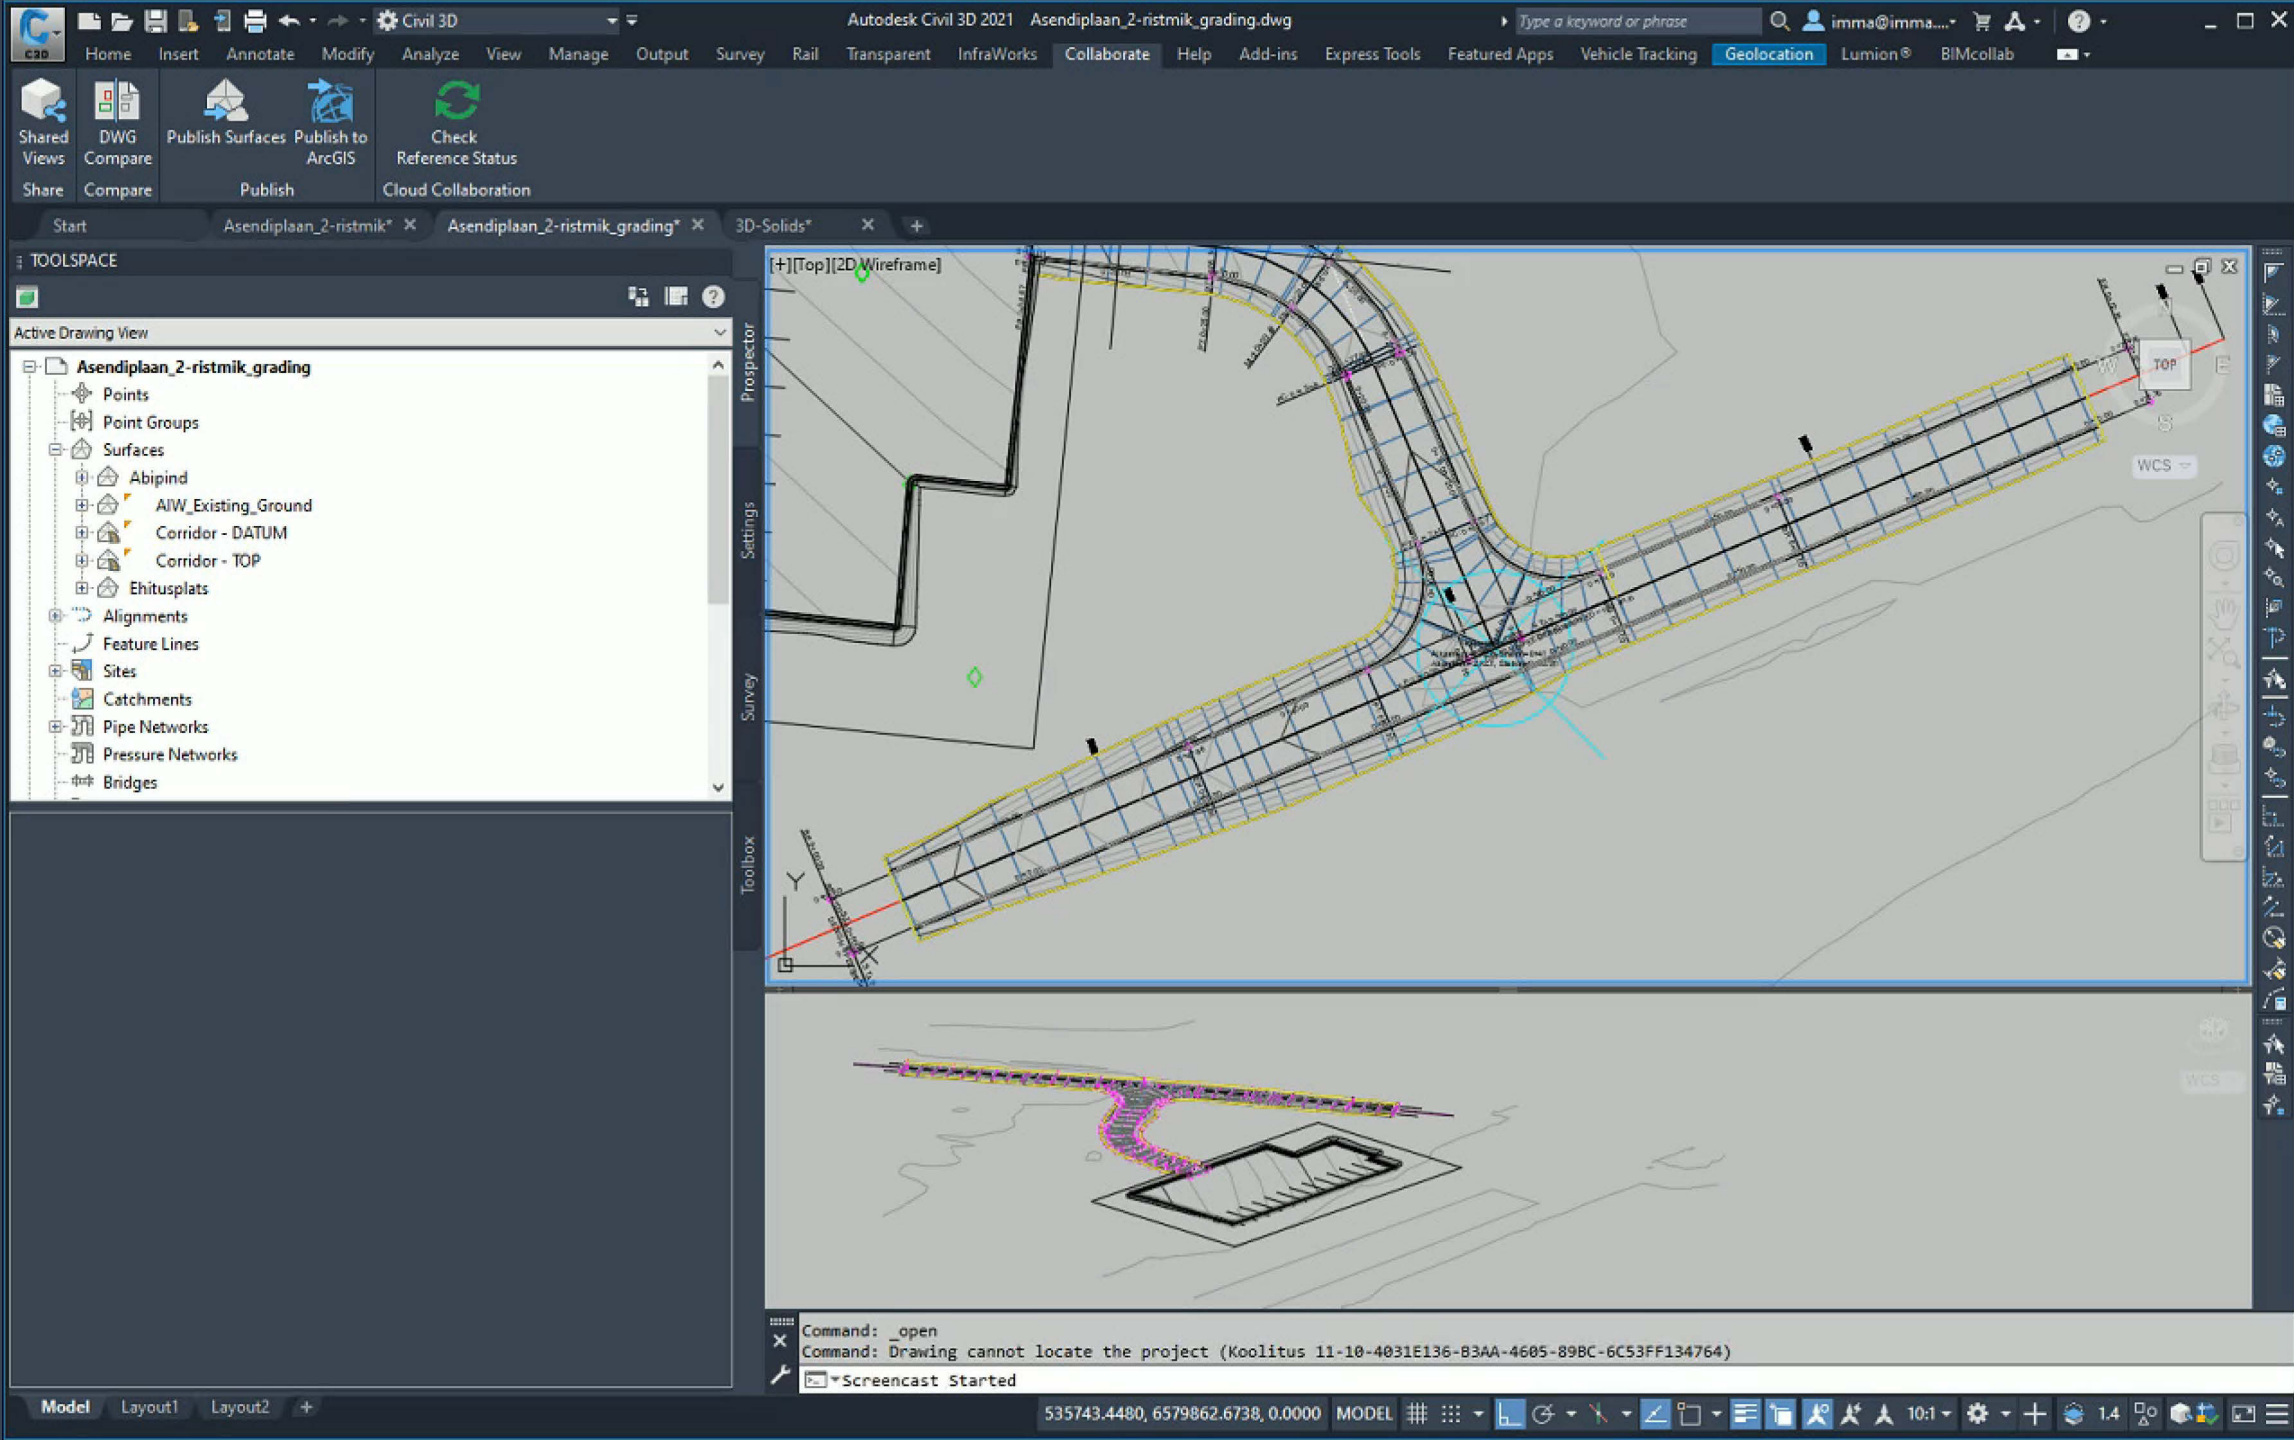 Civil 3D
Autodesk Civil 3D 2021 Asendiplaan_2-ristmik_grading.dwg
Type a keyword or phrase
imma@imma....
C3D
Home Insert Annotate Modify Analyze View Manage Output Survey Rail Transparent InfraWorks Collaborate Help Add-ins Express Tools Featured Apps Vehicle Tracking Geolocation Lumion® BIMcollab
Shared Views
DWG Compare
Publish Surfaces
Publish to ArcGIS
Check Reference Status
Share Compare Publish Cloud Collaboration
Start Asendiplaan_2-ristmik* Asendiplaan_2-ristmik_grading* 3D-Solids*
TOOLSPACE
Active Drawing View
Asendiplaan_2-ristmik_grading
Points
Point Groups
Surfaces
Abipind
AIW_Existing_Ground
Corridor - DATUM
Corridor - TOP
Ehitusplats
Alignments
Feature Lines
Sites
Catchments
Pipe Networks
Pressure Networks
Bridges
Prospector
Settings
Survey
Toolbox
[+][Top][2D Wireframe]
TOP
W
E
S
WCS
Y
X
WCS
Command: _open
Command: Drawing cannot locate the project (Koolitus 11-10-4031E136-B3AA-4605-89BC-6C53FF134764)
Screencast Started
Model Layout1 Layout2 +
535743.4480, 6579862.6738, 0.0000 MODEL 10:1 1.4